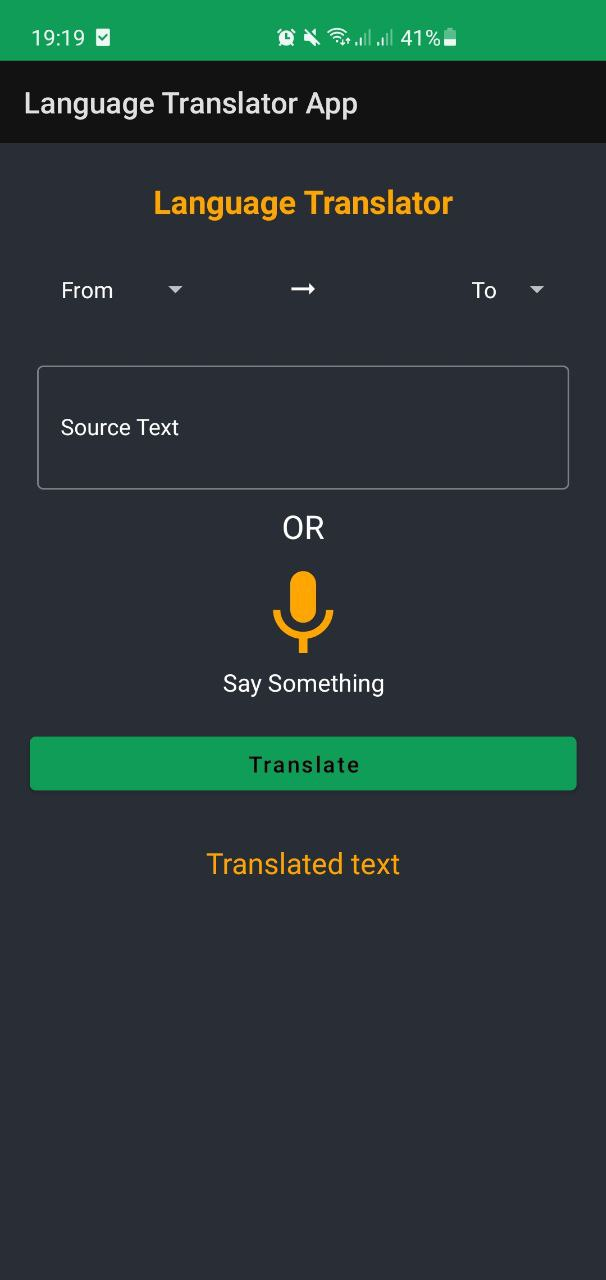 19:19 41%
Language Translator App
Language Translator
From To
Source Text
OR
Say Something
Translate
Translated text